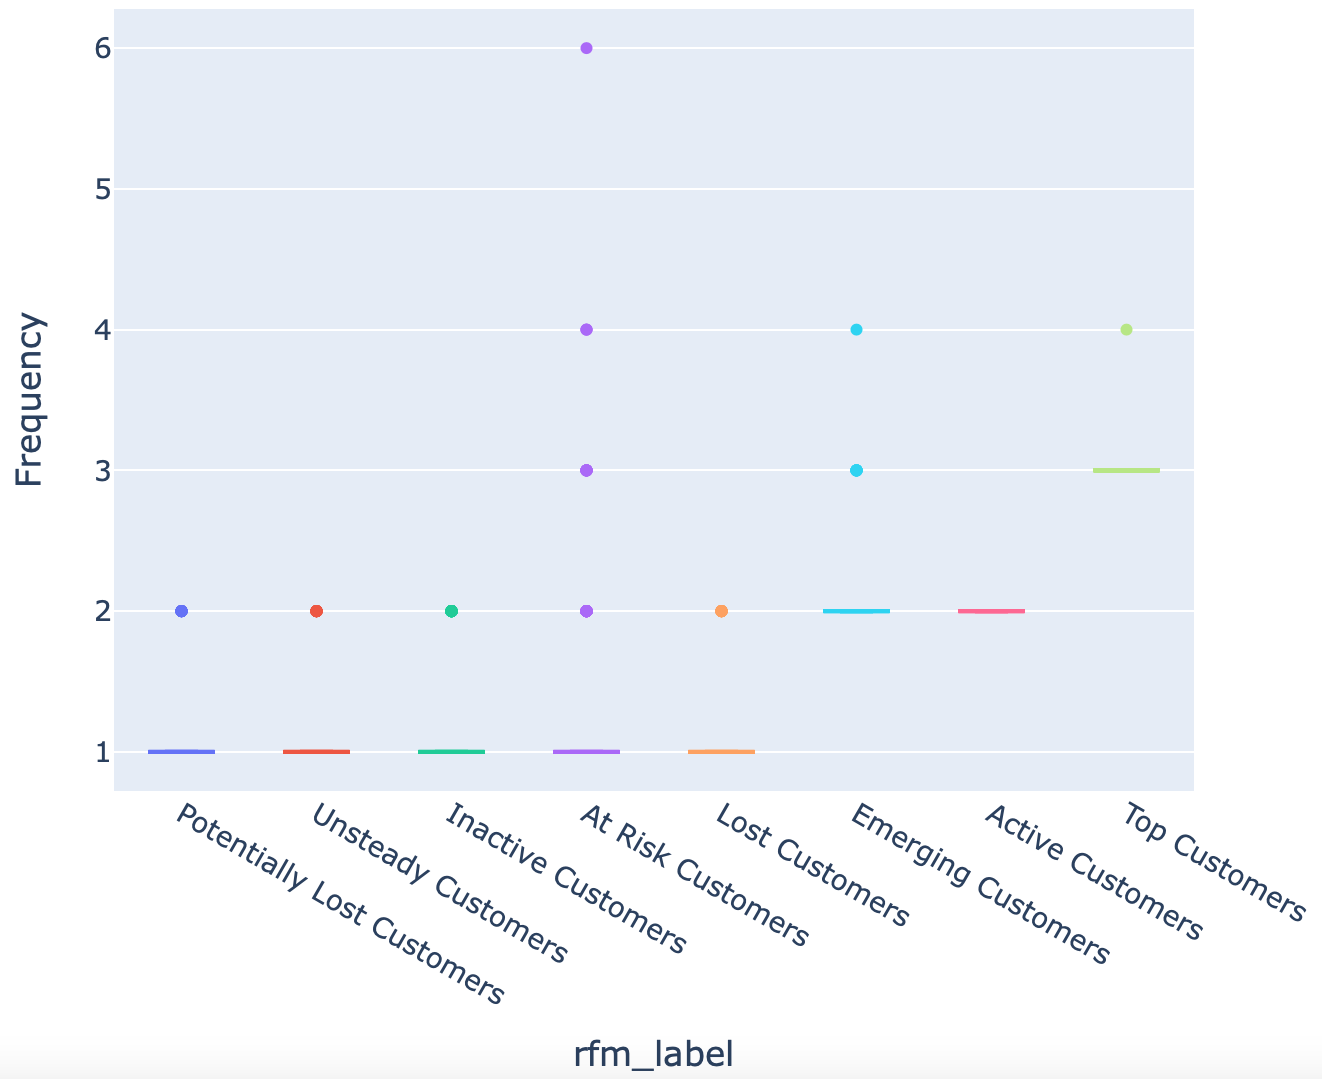 Frequency
6
5
4
3
2
1
Potentially Lost Customers
Unsteady Customers
Inactive Customers
At Risk Customers
Lost Customers
Emerging Customers
Active Customers
Top Customers
rfm_label